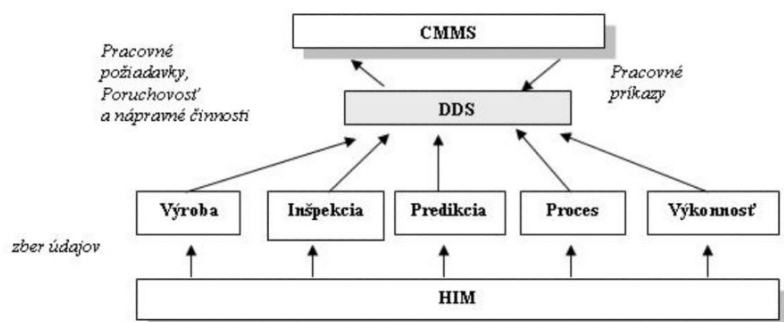 CMMS
Pracovné
požiadavky,
Poruchovosť
a nápravné činnosti
Pracovné
príkazy
DDS
Výroba
Inšpekcia
Predikcia
Proces
Výkonnosť
zber údajov
HIM